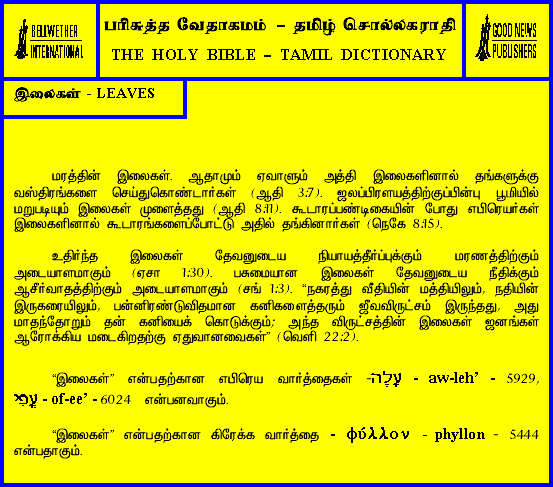 BELLWETHER
INTERNATIONAL
பரிசுத்த வேதாகமம் – தமிழ் சொல்லகராதி
THE HOLY BIBLE – TAMIL DICTIONARY
GOOD NEWS
PUBLISHERS
இலைகள் - LEAVES
மரத்தின் இலைகள். ஆதாமும் ஏவாளும் அத்தி இலைகளினால் தங்களுக்கு
வஸ்திரங்களை செய்துகொண்டார்கள் (ஆதி 3:7). ஜலப்பிரளயத்திற்குப்பின்பு பூமியில்
மறுபடியும் இலைகள் முளைத்தது (ஆதி 8:11). கூடாரப்பண்டிகையின் போது எபிரெயர்கள்
இலைகளினால் கூடாரங்களைப்போட்டு அதில் தங்கினார்கள் (நெகே 8:15).
உதிர்ந்த இலைகள் தேவனுடைய நியாயத்தீர்ப்புக்கும் மரணத்திற்கும்
அடையாளமாகும் (ஏசா 1:30). பசுமையான இலைகள் தேவனுடைய நீதிக்கும்
ஆசீர்வாதத்திற்கும் அடையாளமாகும் (சங் 1:3). “நகரத்து வீதியின் மத்தியிலும், நதியின்
இருகரையிலும், பன்னிரண்டுவிதமான கனிகளைத்தரும் ஜீவவிருட்சம் இருந்தது, அது
மாதந்தோறும் தன் கனியைக் கொடுக்கும்; அந்த விருட்சத்தின் இலைகள் ஜனங்கள்
ஆரோக்கிய மடைகிறதற்கு ஏதுவானவைகள்” (வெளி 22:2).
“இலைகள்” என்பதற்கான எபிரெய வார்த்தைகள் -עָלֶה - aw-leh’ - 5929,
עֳפִי - of-ee’ - 6024 என்பனவாகும்.
“இலைகள்” என்பதற்கான கிரேக்க வார்த்தை - φύλλον - phyllon - 5444
என்பதாகும்.